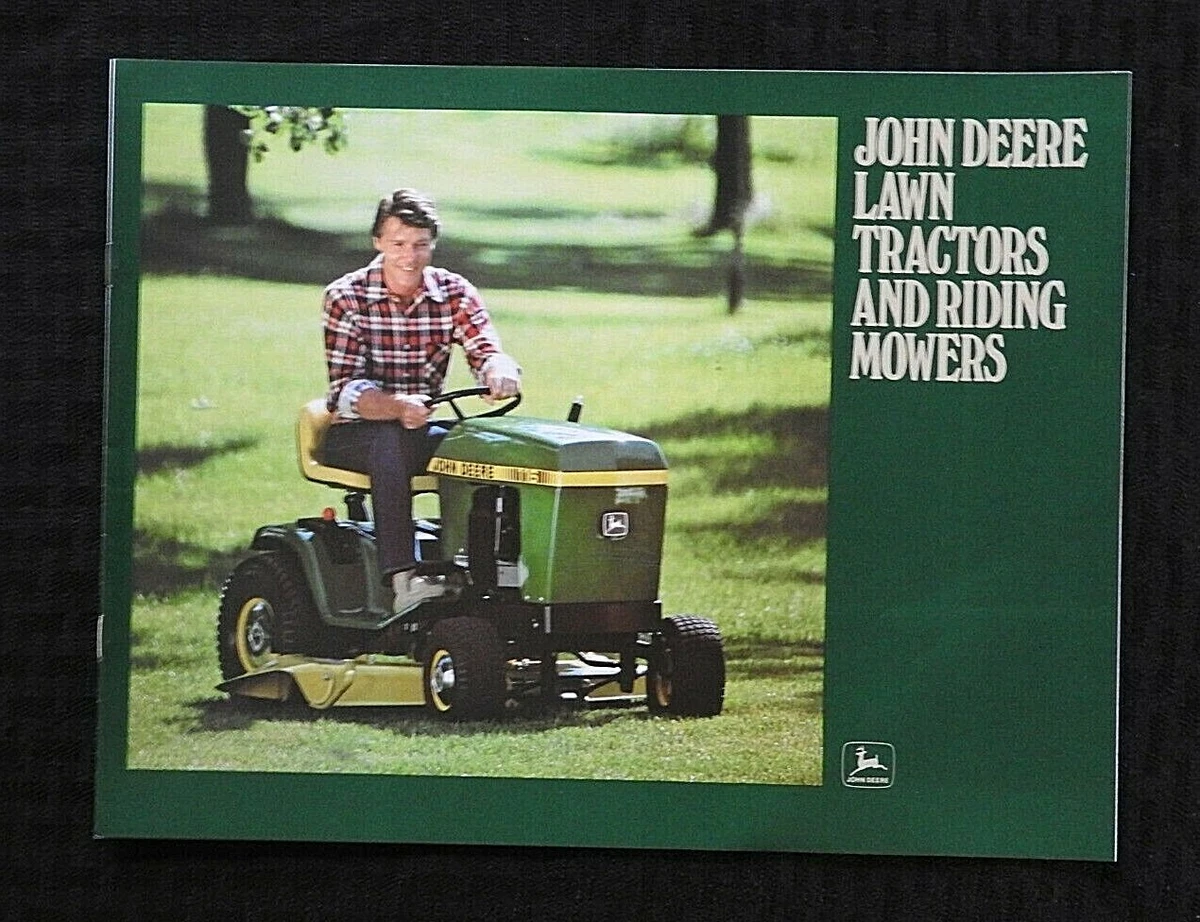 JOHN DEERE
LAWN
TRACTORS
AND RIDING
MOWERS
JOHN DEERE
JOHN DEERE